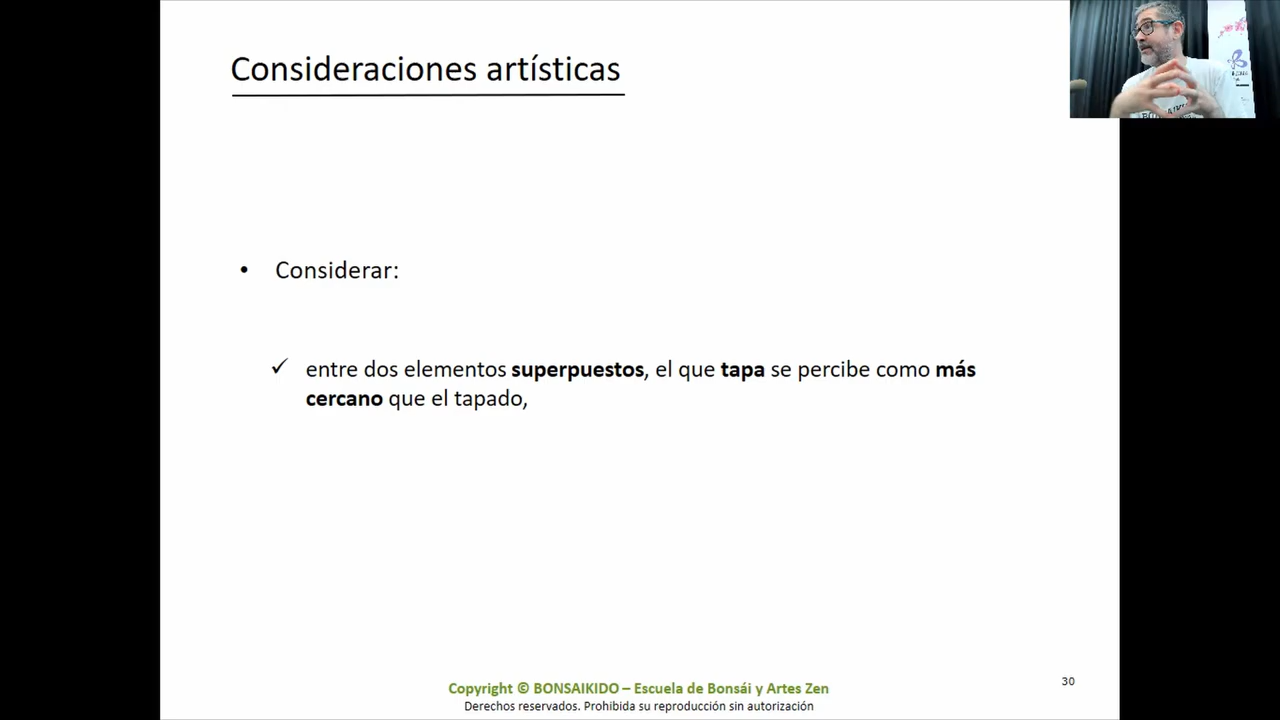 Consideraciones artísticas
• Considerar:
✓ entre dos elementos superpuestos, el que tapa se percibe como más
cercano que el tapado,
30
Copyright © BONSAIKIDO – Escuela de Bonsái y Artes Zen
Derechos reservados. Prohibida su reproducción sin autorización